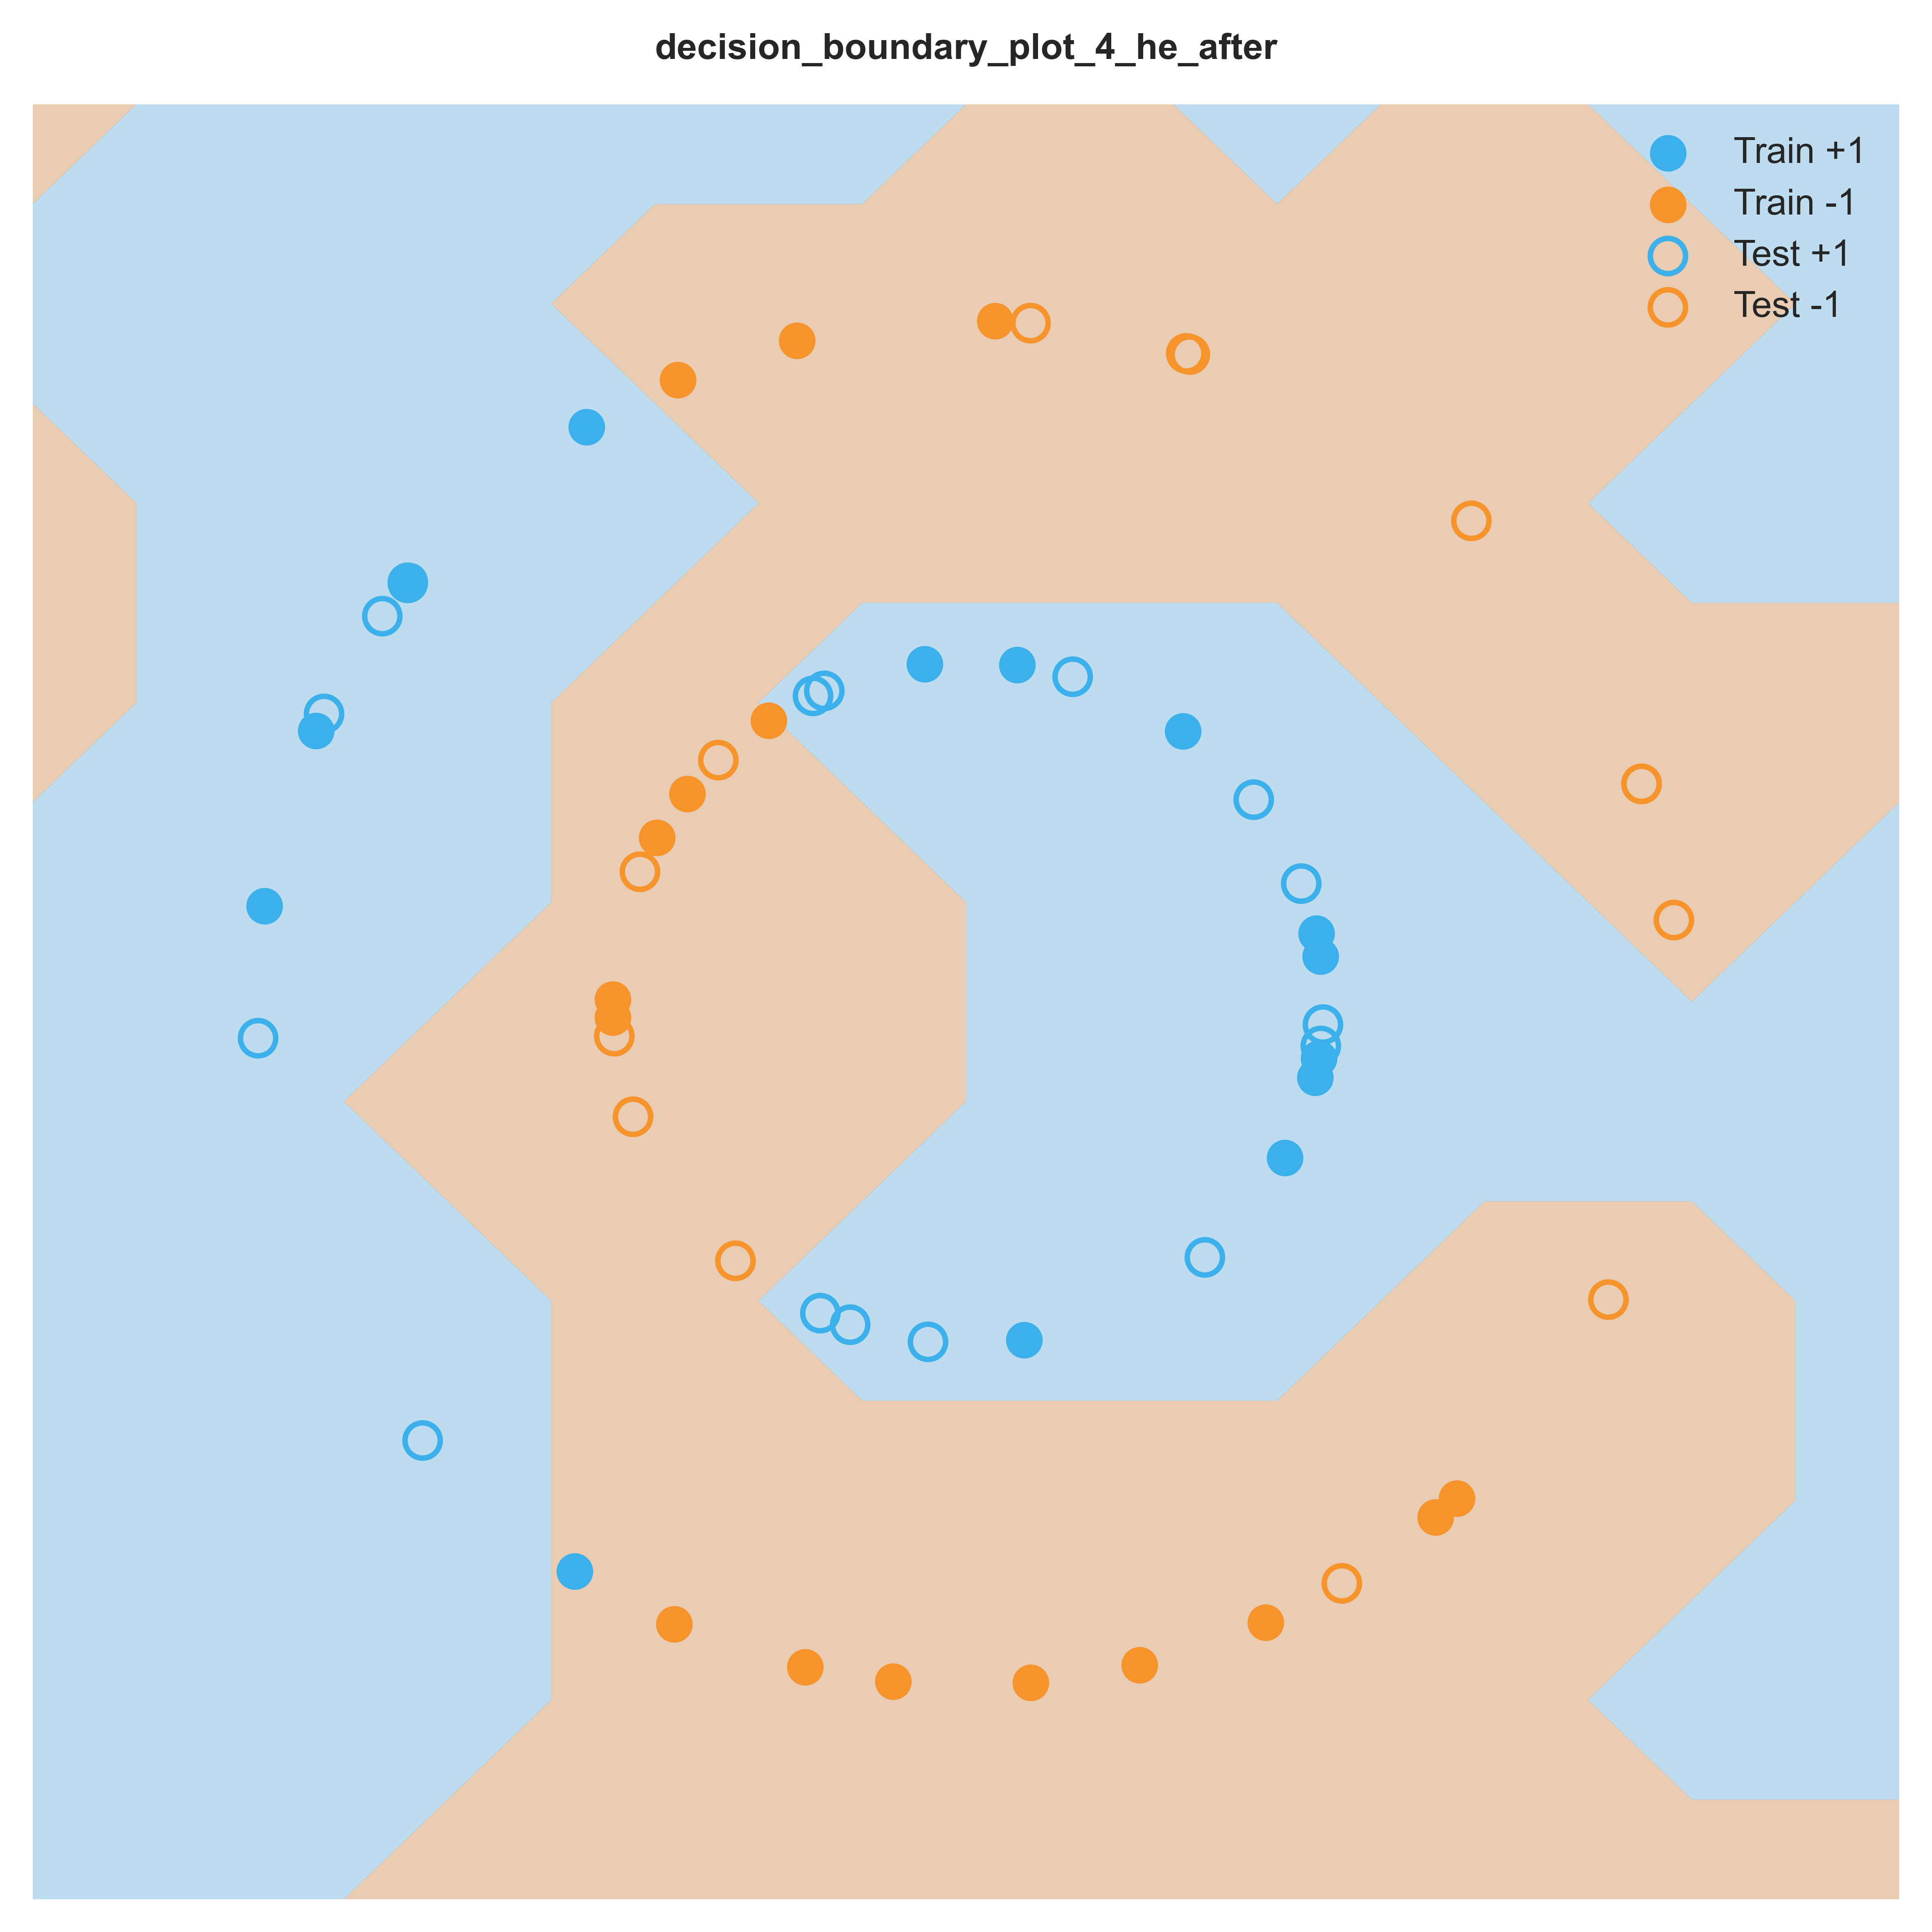 decision_boundary_plot_4_he_after
Train +1
Train -1
Test +1
Test -1